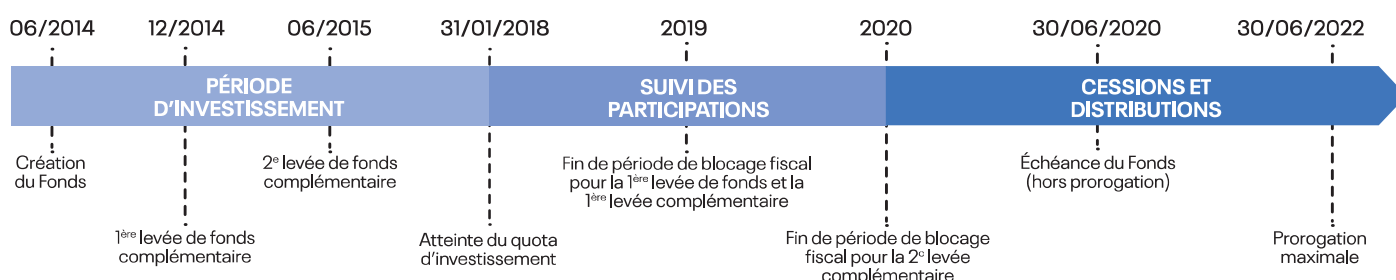 06/2014 12/2014 06/2015 31/01/2018 2019 2020 30/06/2020 30/06/2022
PÉRIODE
D'INVESTISSEMENT
SUIVI DES
PARTICIPATIONS
CESSIONS ET
DISTRIBUTIONS
Création
du Fonds
2e levée de fonds
complémentaire
Fin de période de blocage fiscal
pour la 1ère levée de fonds et la
1ère levée complémentaire
Échéance du Fonds
(hors prorogation)
1ère levée de fonds
complémentaire
Atteinte du quota
d'investissement
Fin de période de blocage
fiscal pour la 2e levée
complémentaire
Prorogation
maximale